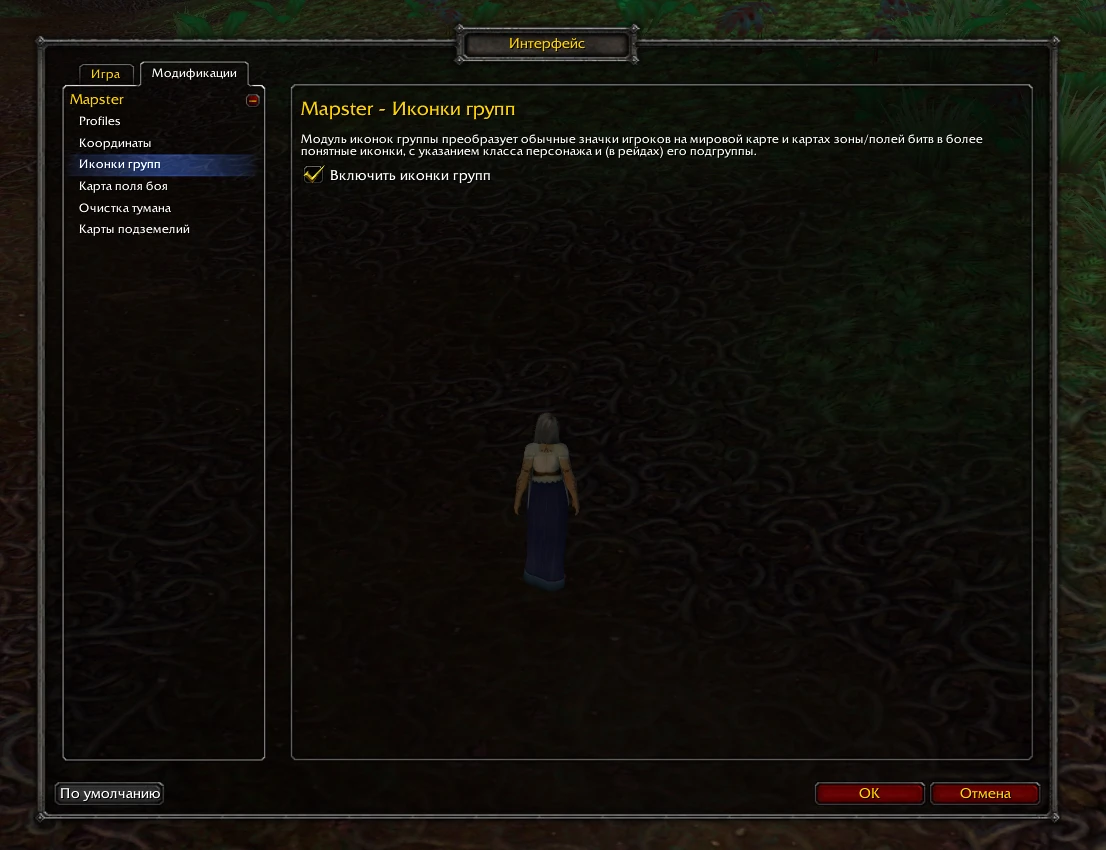 Интерфейс
Игра
Модификации
Mapster
Profiles
Координаты
Иконки групп
Карта поля боя
Очистка тумана
Карты подземелий
Mapster - Иконки групп
Модуль иконок группы преобразует обычные значки игроков на мировой карте и картах зоны/полей битв в более
понятные иконки, с указанием класса персонажа и (в рейдах) его подгруппы.
Включить иконки групп
По умолчанию
ОК
Отмена